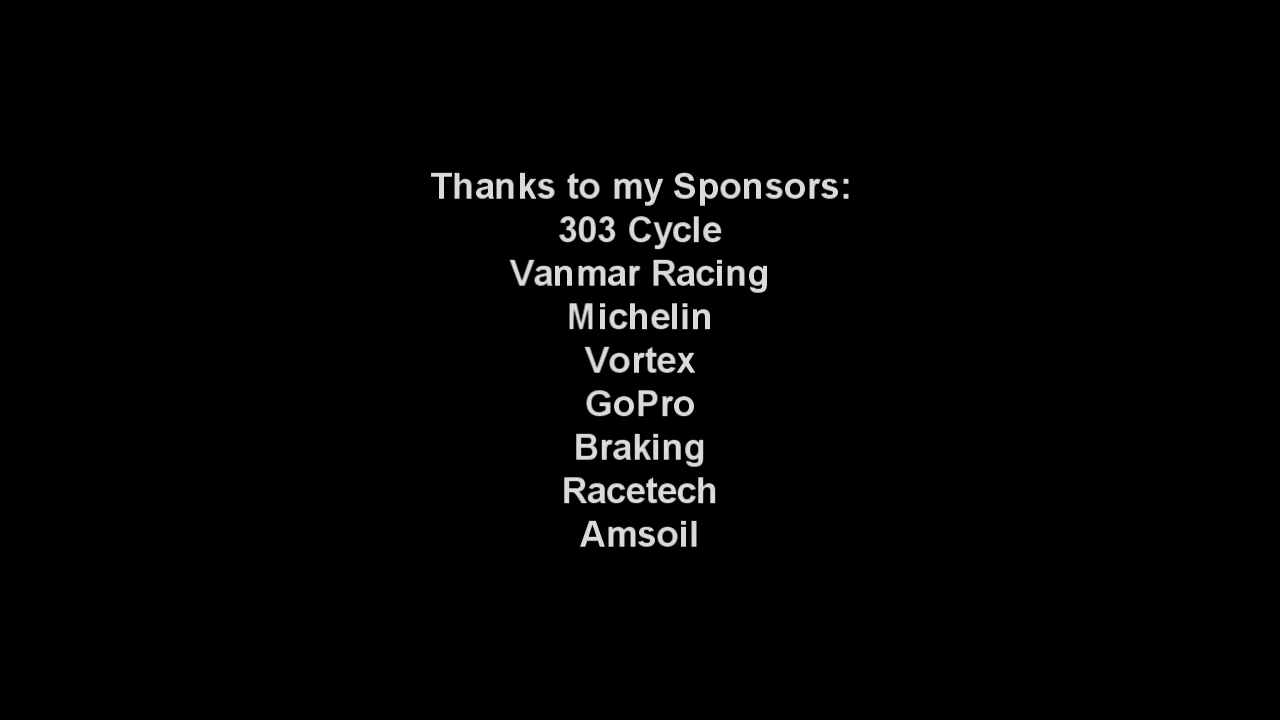 Thanks to my Sponsors:
303 Cycle
Vanmar Racing
Michelin
Vortex
GoPro
Braking
Racetech
Amsoil